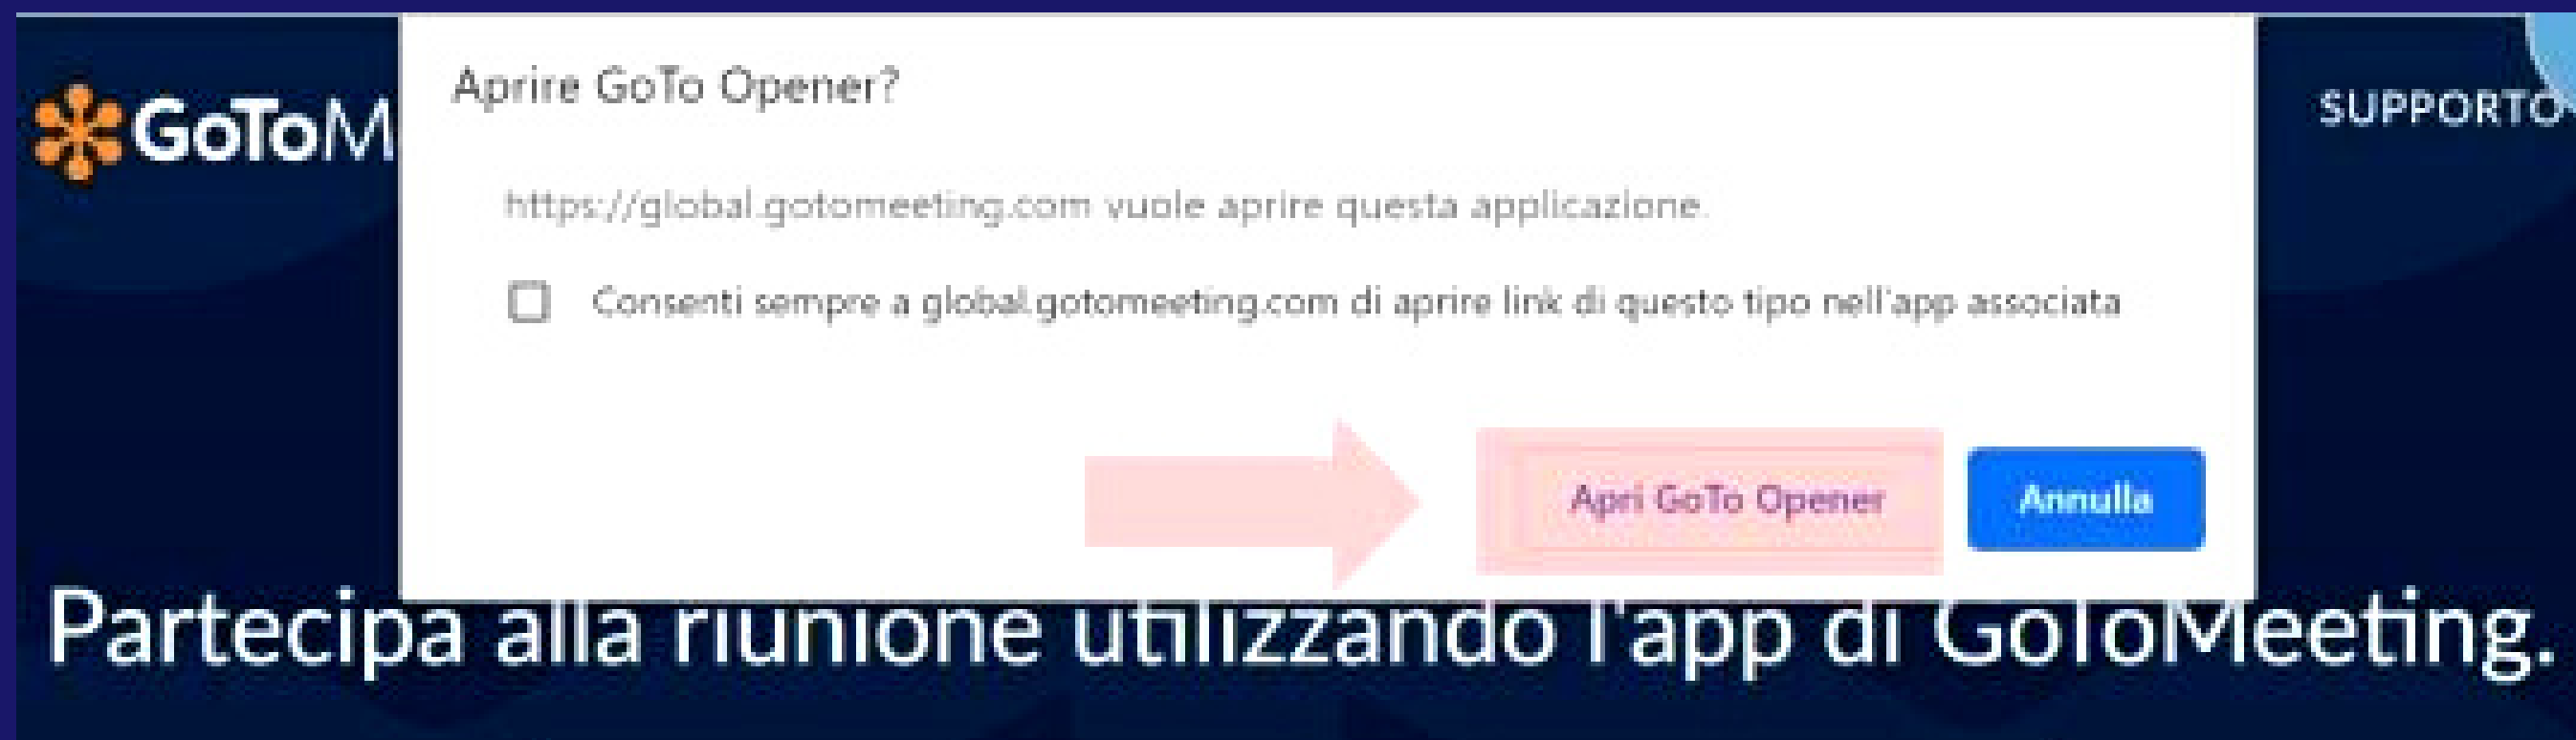 Aprire GoTo Opener?
GoToM
SUPPORTO
https://global.gotomeeting.com vuole aprire questa applicazione.
Consenti sempre a global.gotomeeting.com di aprire link di questo tipo nell'app associata
Apri GoTo Opener
Annulla
Partecipa alla riunione utilizzando l'app di GoToMeeting.